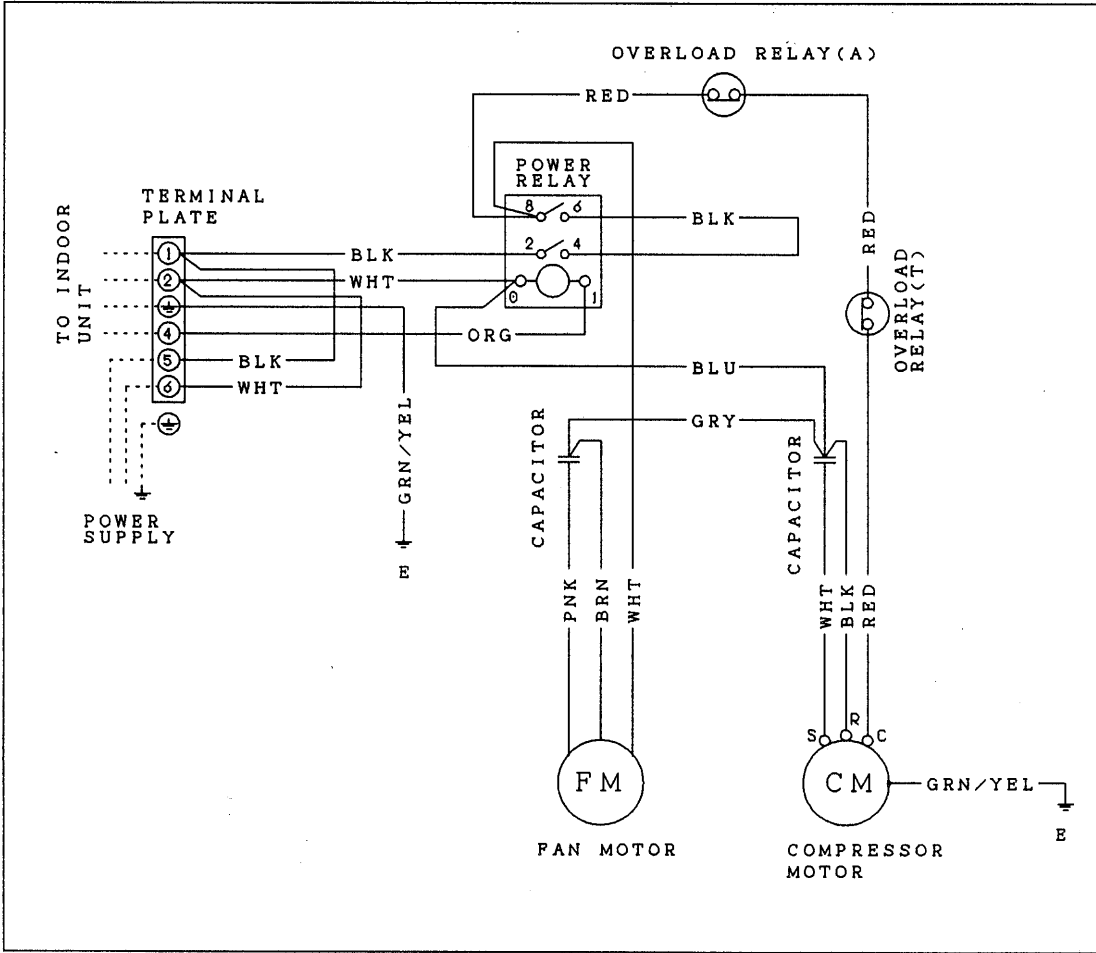 OVERLOAD RELAY(A)
RED
POWER
RELAY
8 6
BLK
2 4
0 1
TERMINAL
PLATE
TO INDOOR
UNIT
1
BLK
2
WHT
4
ORG
5
BLK
6
WHT
RED
OVERLOAD
RELAY(T)
BLU
GRY
GRN/YEL
E
POWER
SUPPLY
CAPACITOR
CAPACITOR
PNK
BRN
WHT
WHT
BLK
RED
S R C
FM
CM
GRN/YEL
E
FAN MOTOR
COMPRESSOR
MOTOR